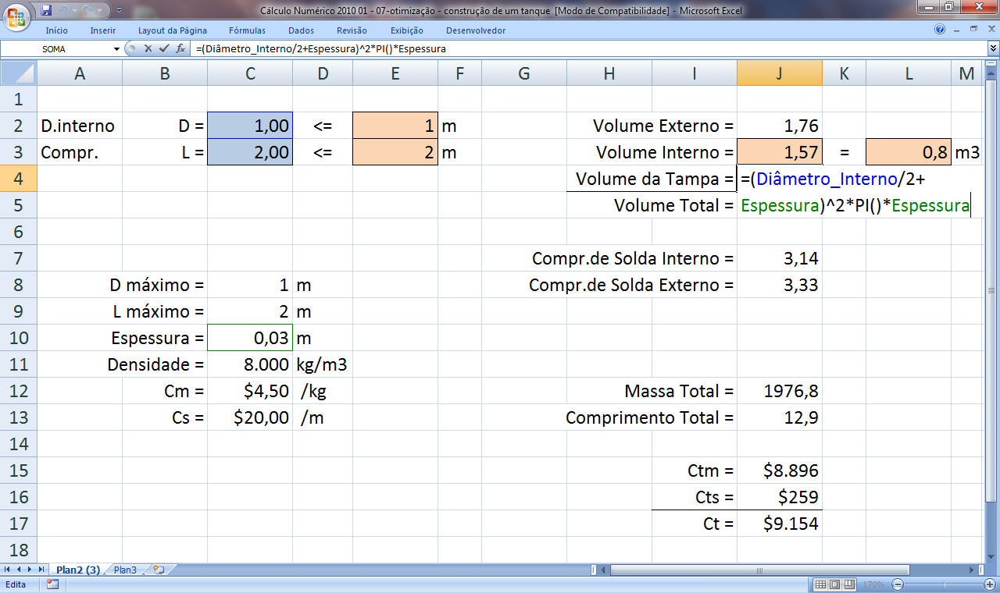 Cálculo Numérico 2010 01 - 07-otimização - construção de um tanque [Modo de Compatibilidade] - Microsoft Excel
Início Inserir Layout da Página Fórmulas Dados Revisão Exibição Desenvolvedor
SOMA fx =(Diâmetro_Interno/2+Espessura)^2*PI()*Espessura
A B C D E F G H I J K L M
1
2 D.interno D = 1,00 <= 1 m Volume Externo = 1,76
3 Compr. L = 2,00 <= 2 m Volume Interno = 1,57 = 0,8 m3
4 Volume da Tampa = =(Diâmetro_Interno/2+
5 Volume Total = Espessura)^2*PI()*Espessura
6
7 Compr.de Solda Interno = 3,14
8 D máximo = 1 m Compr.de Solda Externo = 3,33
9 L máximo = 2 m
10 Espessura = 0,03 m
11 Densidade = 8.000 kg/m3
12 Cm = $4,50 /kg Massa Total = 1976,8
13 Cs = $20,00 /m Comprimento Total = 12,9
14
15 Ctm = $8.896
16 Cts = $259
17 Ct = $9.154
18
Plan2 (3) Plan3
Edita 170%